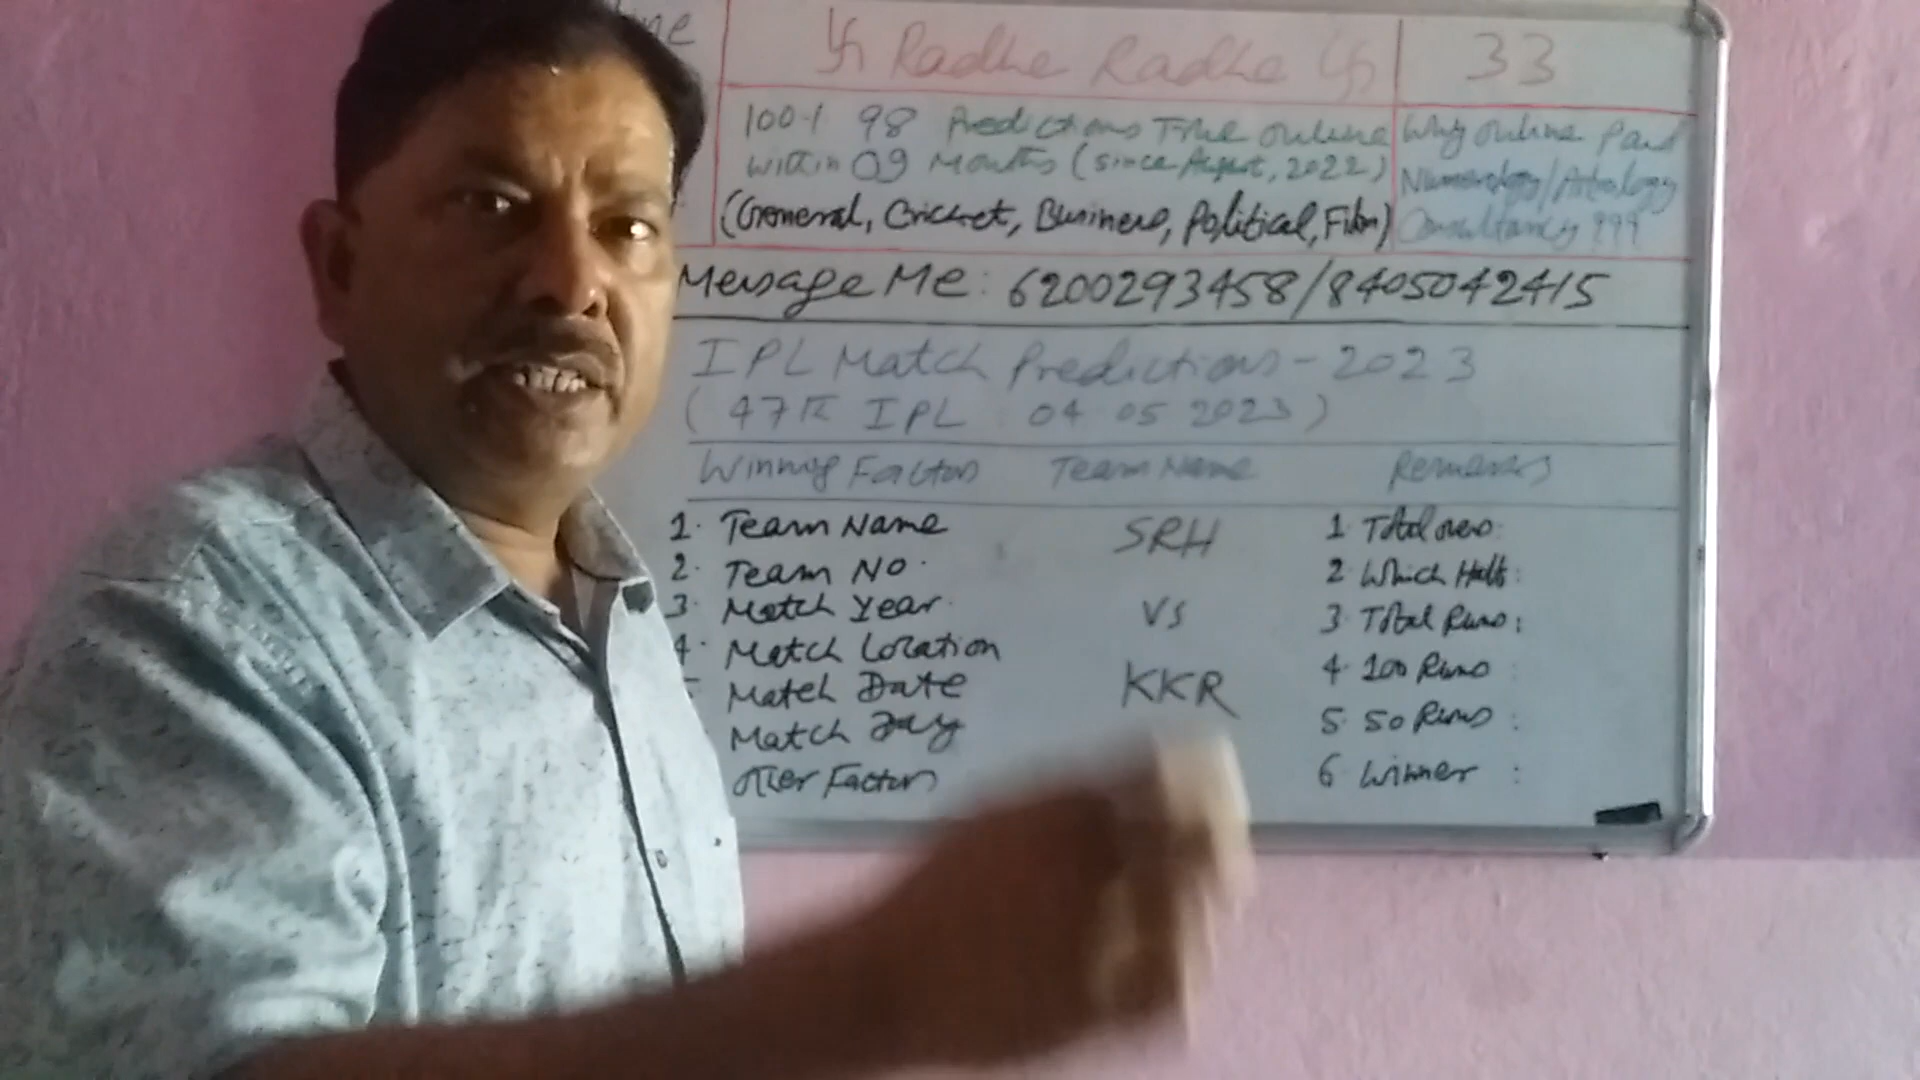 卐 Radhe Radhe 卐
33
100-1 98 Predictions True online
within 09 Months (since August, 2022)
(General, Cricket, Business, Political, Film)
Why online Paid
Numerology/Astrology
Consultancy ???
Message Me: 6200293458/8405042415
IPL Match Predictions-2023
(47th IPL 04 05 2023)
Winning Factors Team Name Remarks
1. Team Name
2. Team No.
3. Match Year
4. Match Location
Match Date
Match Day
Other Factors
SRH
VS
KKR
1 Total overs:
2 Which Half:
3 Total Runs:
4 100 Runs :
5. 50 Runs :
6 Winner :